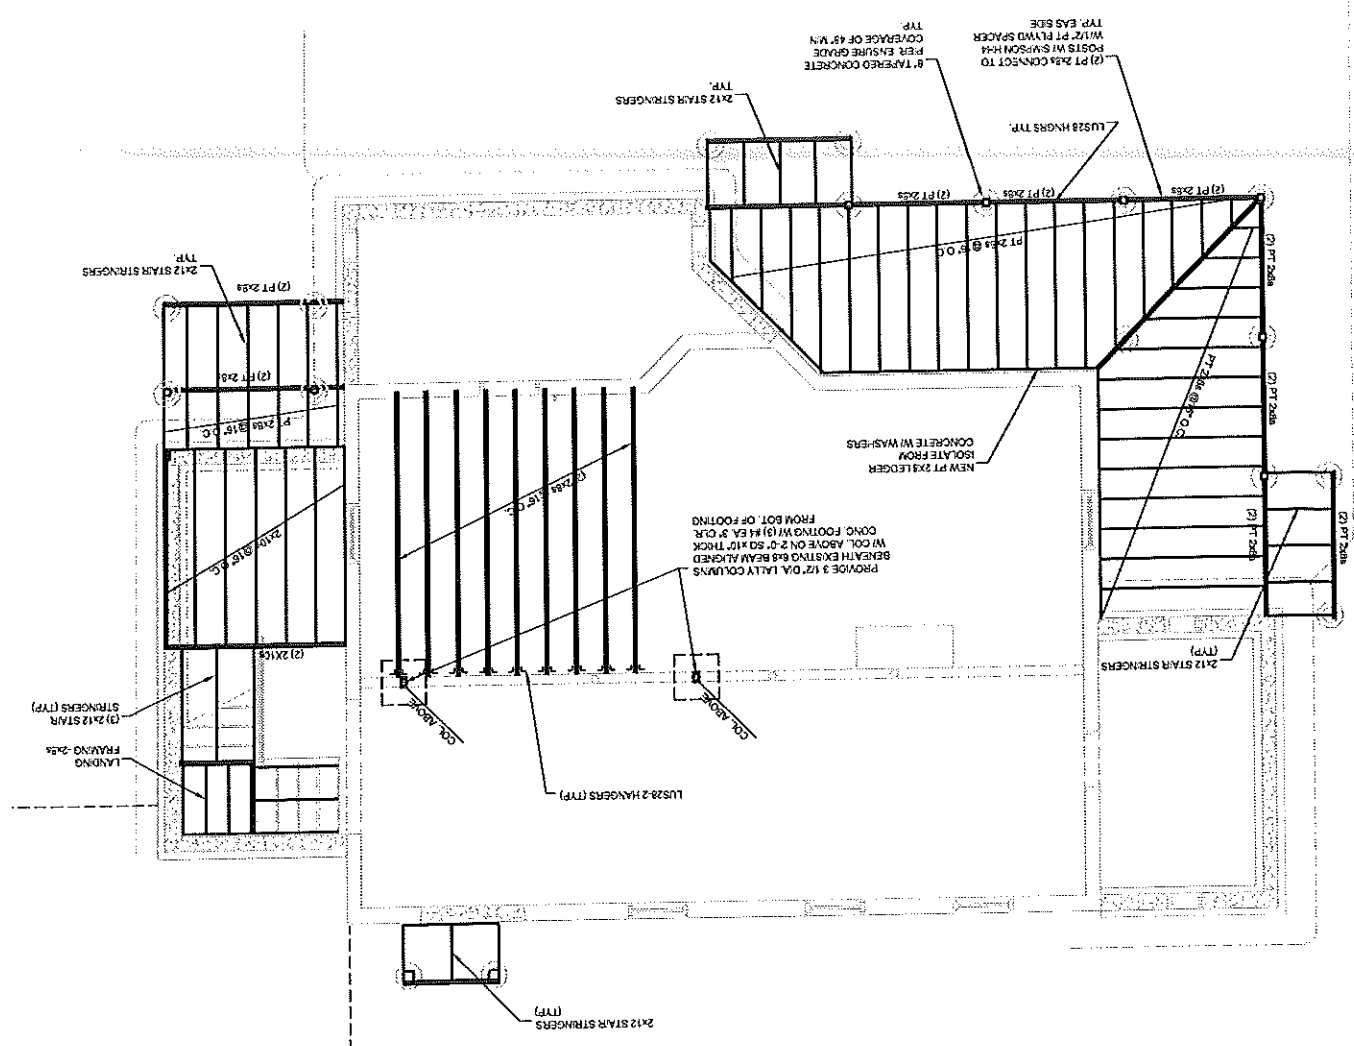 2x12 STAIR STRINGERS
(TYP)
COL. ABOVE
COL. ABOVE
LUS28-2 HANGERS (TYP)
LANDING
FRAMING -2x8s
(3) 2x12 STAIR
STRINGERS (TYP)
2x12 STAIR STRINGERS
(TYP)
(2) 2X10s
PROVIDE 3 1/2" DIA. LALLY COLUMNS
BENEATH EXISTING 8x8 BEAM ALIGNED
W/ COL. ABOVE ON 2'-0" SQ x10" THICK
CONC. FOOTING W/ (3) #4 EA. 3" CLR.
FROM BOT. OF FOOTING
2x10s @16" O.C.
(2) 2x8s @16" O.C.
NEW PT 2X8 LEDGER
ISOLATE FROM
CONCRETE W/ WASHERS
(2) PT 2x8s
(2) PT 2x8s
(2) PT 2x8s
(2) PT 2x8s
PT 2x8s @16" O.C.
PT 2x8s @16" O.C.
(2) PT 2x8s
(2) PT 2x8s
2x12 STAIR STRINGERS
TYP.
PT 2x8s @ 16" O.C.
(2) PT 2x8s
(2) PT 2x8s
(2) PT 2x8s
LUS28 HNGRS TYP.
2x12 STAIR STRINGERS
TYP.
(2) PT 2x8s CONNECT TO
POSTS W/ SIMPSON H-14
W/1/2" PT PLYWD SPACER
TYP. EAS SIDE
8" TAPERED CONCRETE
PIER. ENSURE GRADE
COVERAGE OF 48" MIN
TYP.